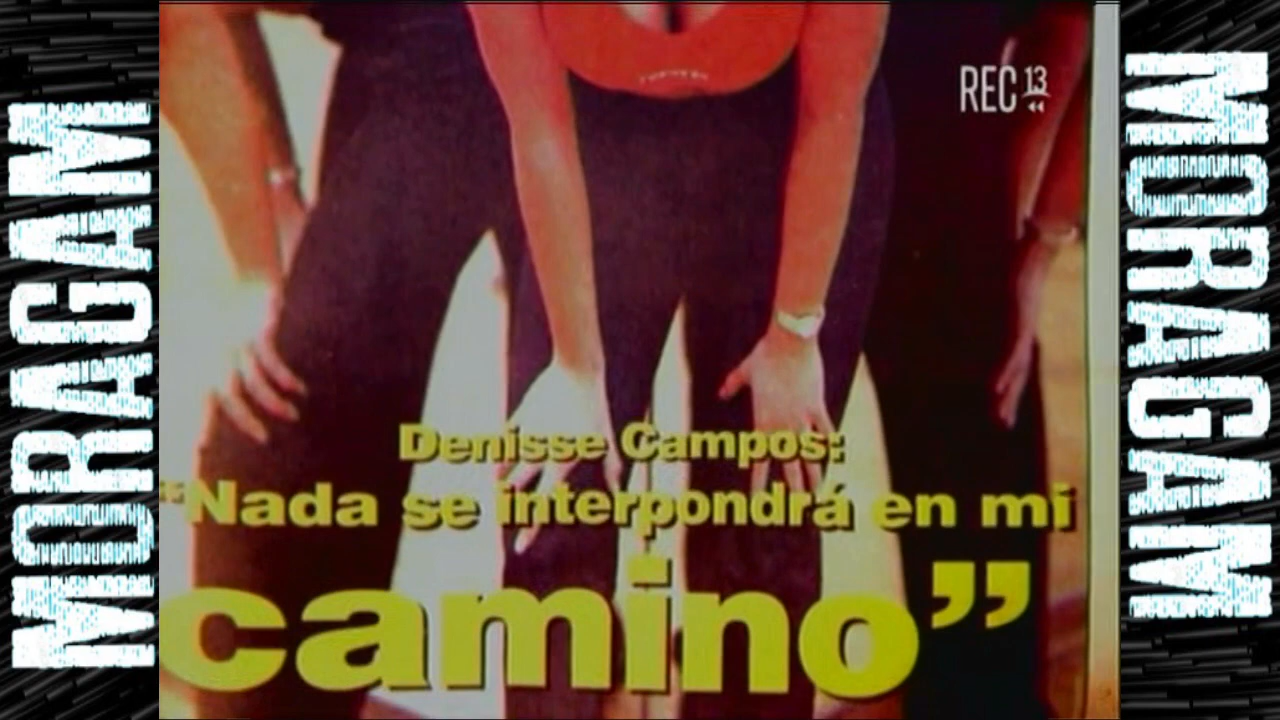 MORAGAM
REC 13
Denisse Campos:
"Nada se interpondrá en mi
camino"
MORAGAM